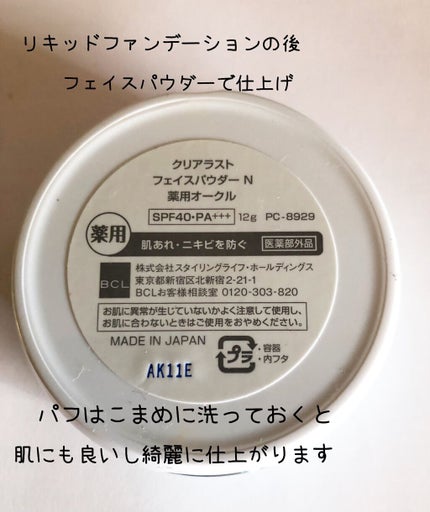 リキッドファンデーションの後
フェイスパウダーで仕上げ
クリアラスト
フェイスパウダー N
薬用オークル
SPF40・PA+++ 12g PC-8929
薬用 肌あれ・ニキビを防ぐ 医薬部外品
BCL 株式会社スタイリングライフ・ホールディングス
東京都新宿区北新宿2-21-1
BCLお客様相談室 0120-303-820
お肌に異常が生じていないかよく注意して使用し、
お肌に合わないときはご使用をおやめください。
MADE IN JAPAN プラ ・容器
・内フタ
AK11E
パフはこまめに洗っておくと
肌にも良いし綺麗に仕上がります